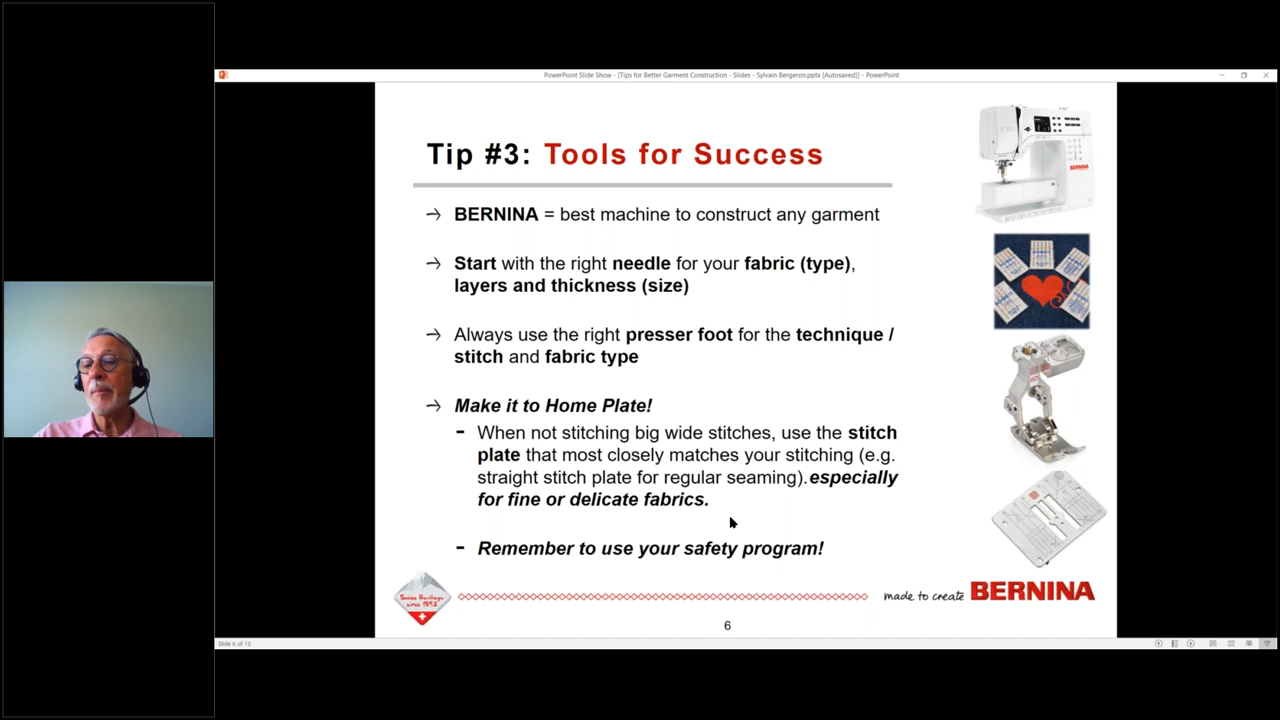 PowerPoint Slide Show - [Tips for Better Garment Construction - Slides - Sylvain Bergeron.pptx [Autosaved]] - PowerPoint
Tip #3: Tools for Success
BERNINA = best machine to construct any garment
Start with the right needle for your fabric (type),
layers and thickness (size)
Always use the right presser foot for the technique /
stitch and fabric type
Make it to Home Plate!
- When not stitching big wide stitches, use the stitch
plate that most closely matches your stitching (e.g.
straight stitch plate for regular seaming).especially
for fine or delicate fabrics.
- Remember to use your safety program!
BERNINA
Swiss Heritage
since 1893
made to create BERNINA
6
Slide 6 of 13